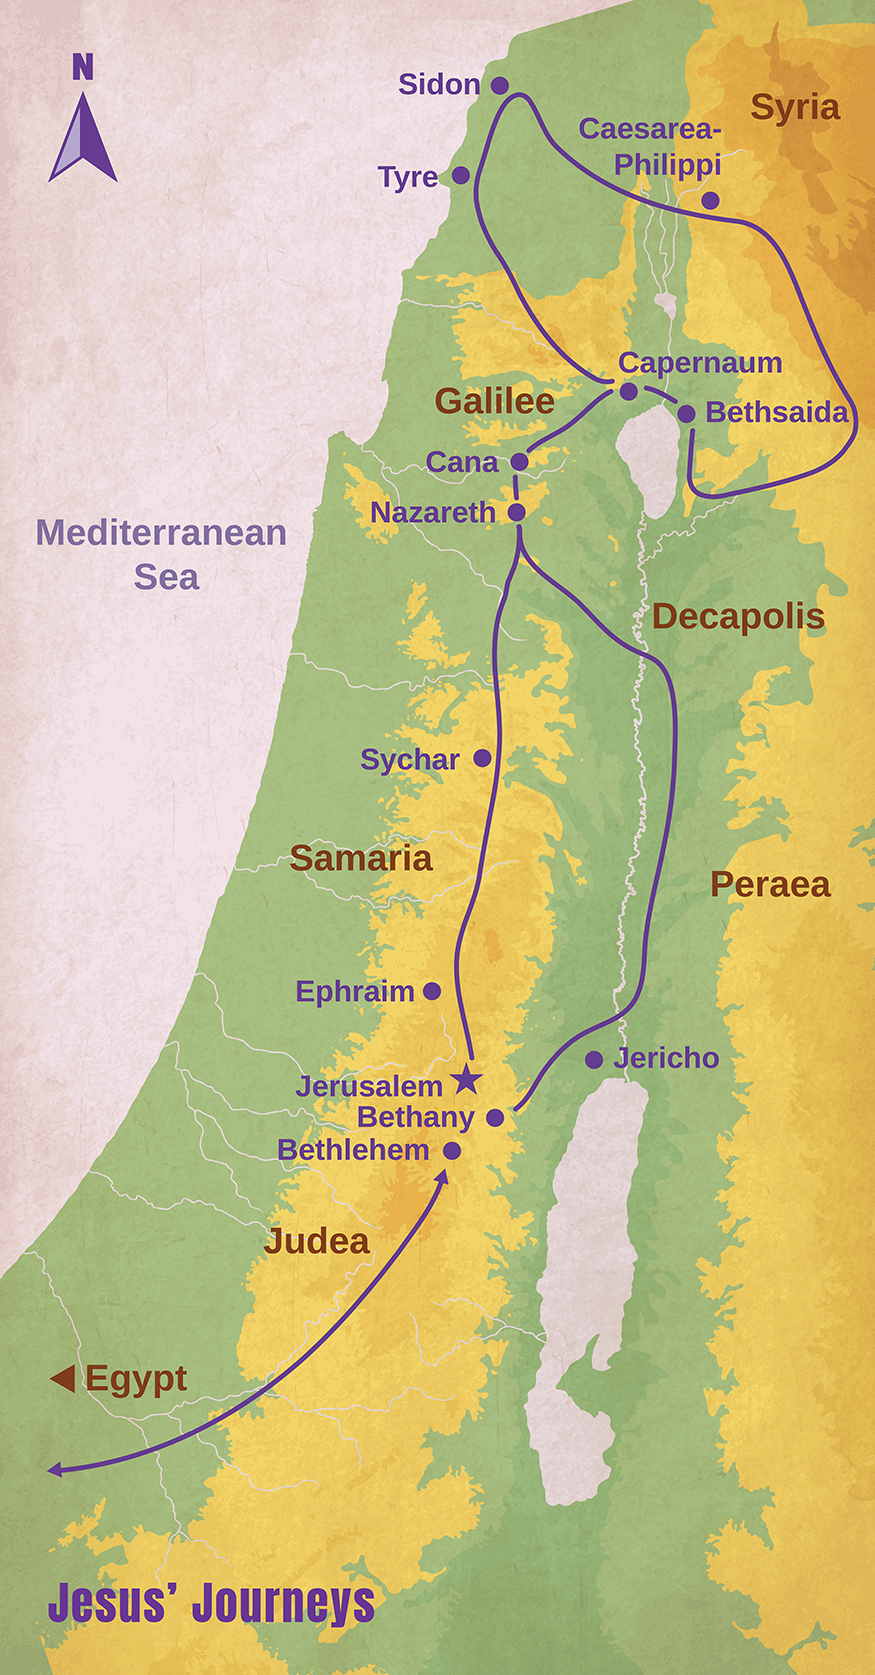 N
Sidon
Syria
Caesarea-
Philippi
Tyre
Capernaum
Galilee
Bethsaida
Cana
Nazareth
Mediterranean
Sea
Decapolis
Sychar
Samaria
Peraea
Ephraim
Jericho
Jerusalem
Bethany
Bethlehem
Judea
Egypt
Jesus’ Journeys